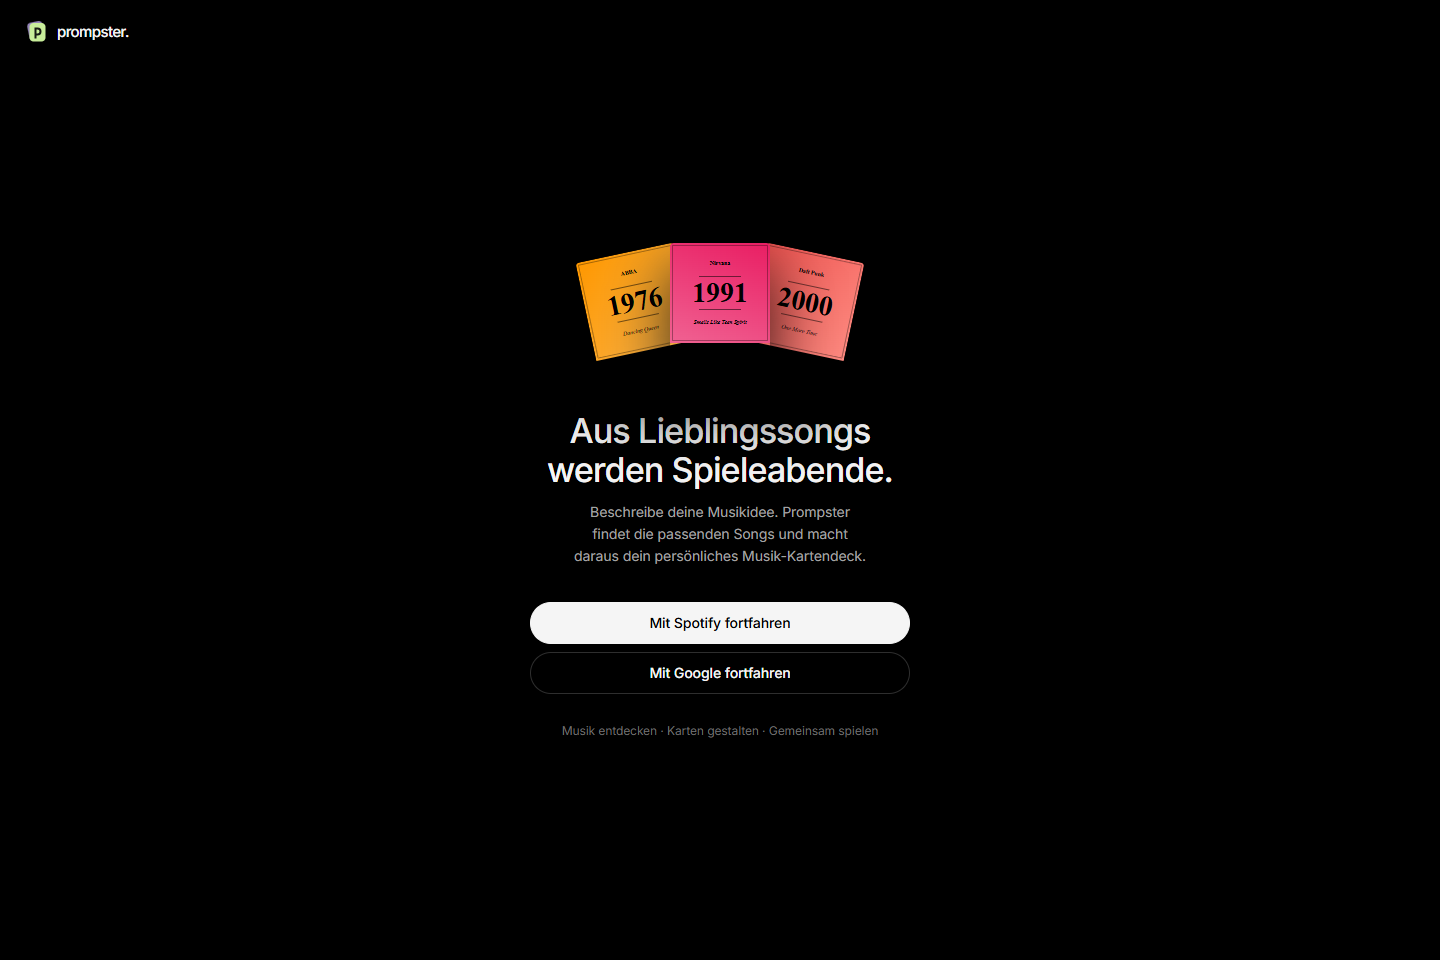 prompster.
ABBA
1976
Dancing Queen
Nirvana
1991
Smells Like Teen Spirit
Daft Punk
2000
One More Time
Aus Lieblingssongs
werden Spieleabende.
Beschreibe deine Musikidee. Prompster
findet die passenden Songs und macht
daraus dein persönliches Musik-Kartendeck.
Mit Spotify fortfahren
Mit Google fortfahren
Musik entdecken · Karten gestalten · Gemeinsam spielen